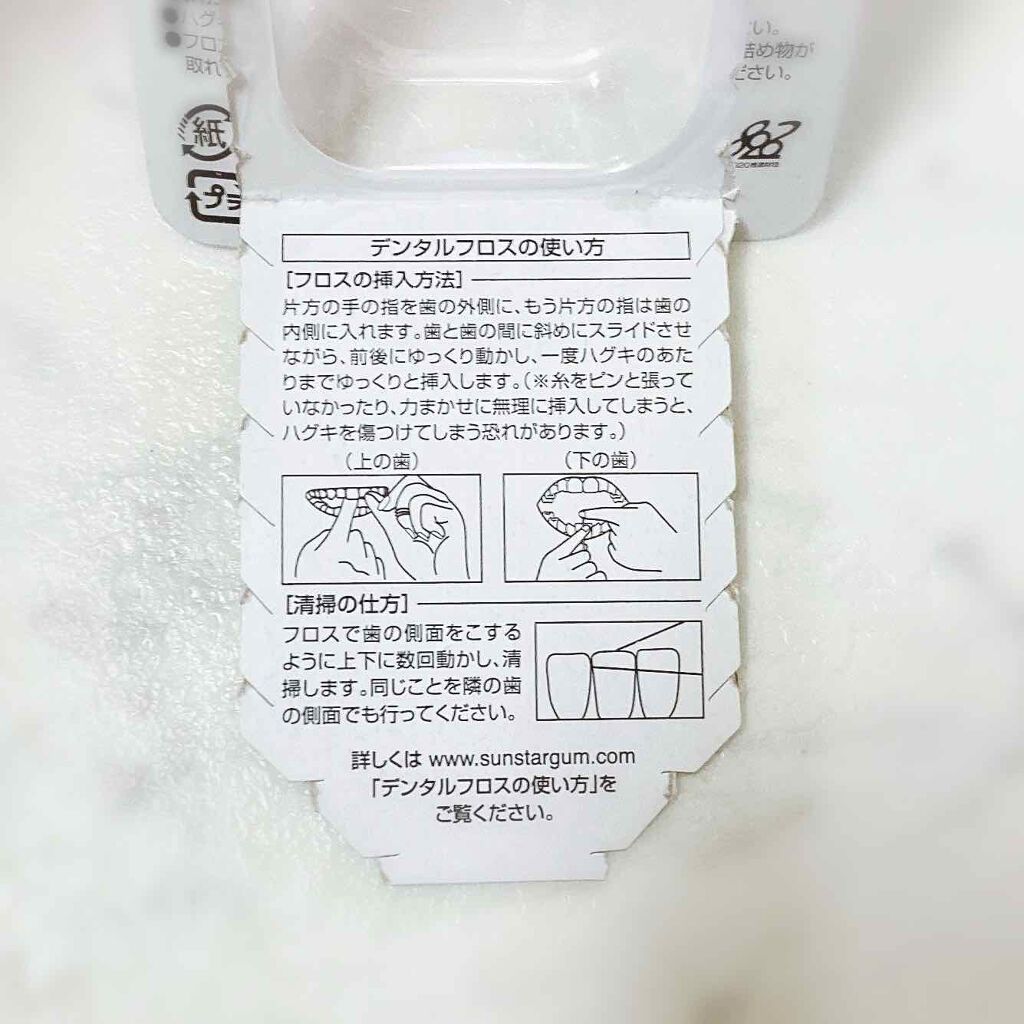 ハグ
フロ
取れ
紙
プラ
い。
詰め物が
ださい。
8020
デンタルフロスの使い方
[フロスの挿入方法]
片方の手の指を歯の外側に、もう片方の指は歯の
内側に入れます。歯と歯の間に斜めにスライドさせ
ながら、前後にゆっくり動かし、一度ハグキのあた
りまでゆっくりと挿入します。(※糸をピンと張って
いなかったり、力まかせに無理に挿入してしまうと、
ハグキを傷つけてしまう恐れがあります。)
(上の歯)
(下の歯)
[清掃の仕方]
フロスで歯の側面をこする
ように上下に数回動かし、清
掃します。同じことを隣の歯
の側面でも行ってください。
詳しくは www.sunstargum.com
「デンタルフロスの使い方」を
ご覧ください。